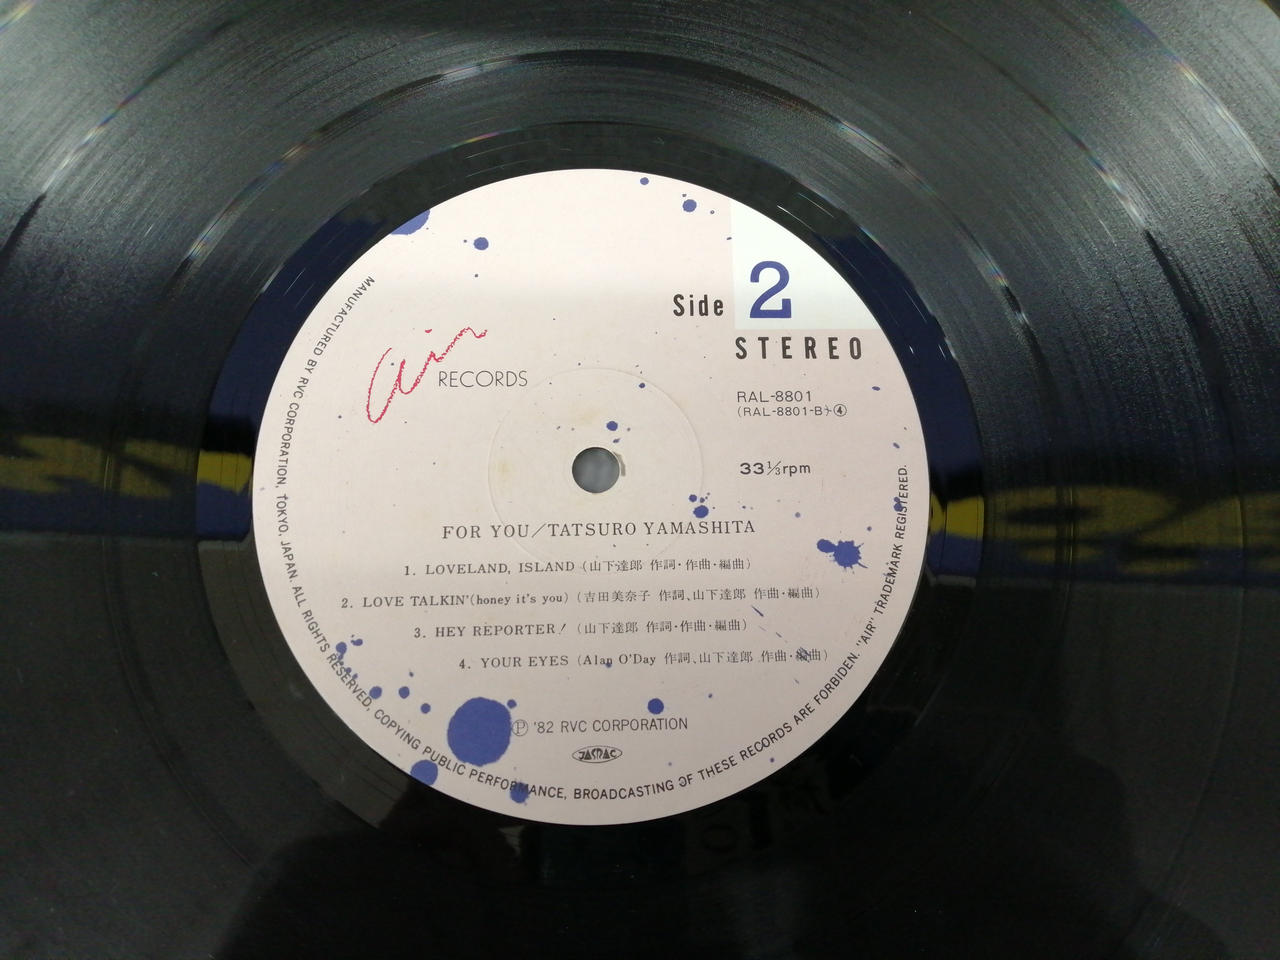 Side 2
STEREO
Air RECORDS
RAL-8801
(RAL-8801-B)-④
33⅓rpm
FOR YOU/TATSURO YAMASHITA
1. LOVELAND, ISLAND (山下達郎 作詞・作曲・編曲)
2. LOVE TALKIN'(honey it's you) (吉田美奈子 作詞、山下達郎 作曲・編曲)
3. HEY REPORTER! (山下達郎 作詞・作曲・編曲)
4. YOUR EYES (Alan O'Day 作詞、山下達郎 作曲・編曲)
Ⓟ '82 RVC CORPORATION
JASRAC
MANUFACTURED BY RVC CORPORATION, TOKYO, JAPAN. ALL RIGHTS RESERVED, COPYING PUBLIC PERFORMANCE, BROADCASTING OF THESE RECORDS ARE FORBIDEN. "AIR" TRADEMARK REGISTERED.